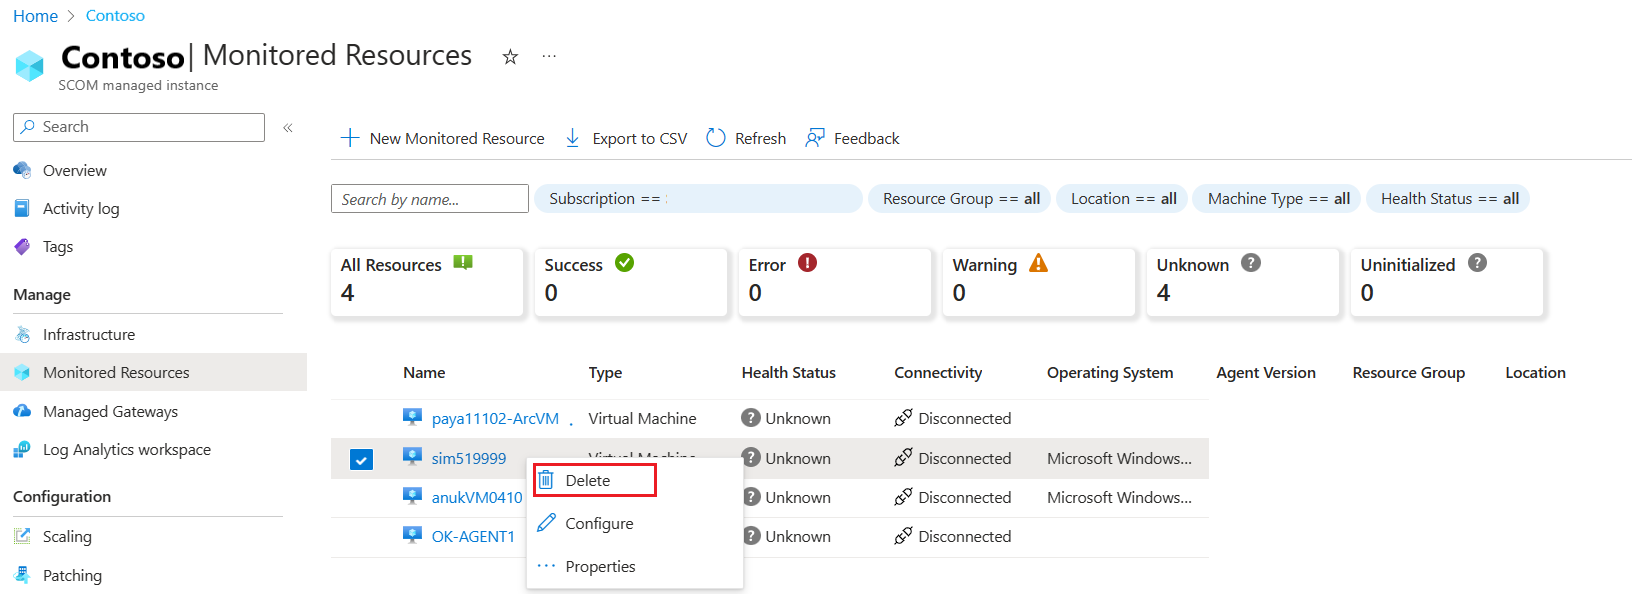 Home > Contoso
Contoso | Monitored Resources
SCOM managed instance
Search
Overview
Activity log
Tags
Manage
Infrastructure
Monitored Resources
Managed Gateways
Log Analytics workspace
Configuration
Scaling
Patching
New Monitored Resource Export to CSV Refresh Feedback
Search by name... Subscription == Resource Group == all Location == all Machine Type == all Health Status == all
All Resources Success Error Warning Unknown Uninitialized
4 0 0 0 4 0
Name Type Health Status Connectivity Operating System Agent Version Resource Group Location
paya11102-ArcVM . Virtual Machine Unknown Disconnected
sim519999 Virtual Machine Unknown Disconnected Microsoft Windows...
anukVM0410 Unknown Disconnected Microsoft Windows...
OK-AGENT1 Unknown Disconnected
Delete
Configure
Properties